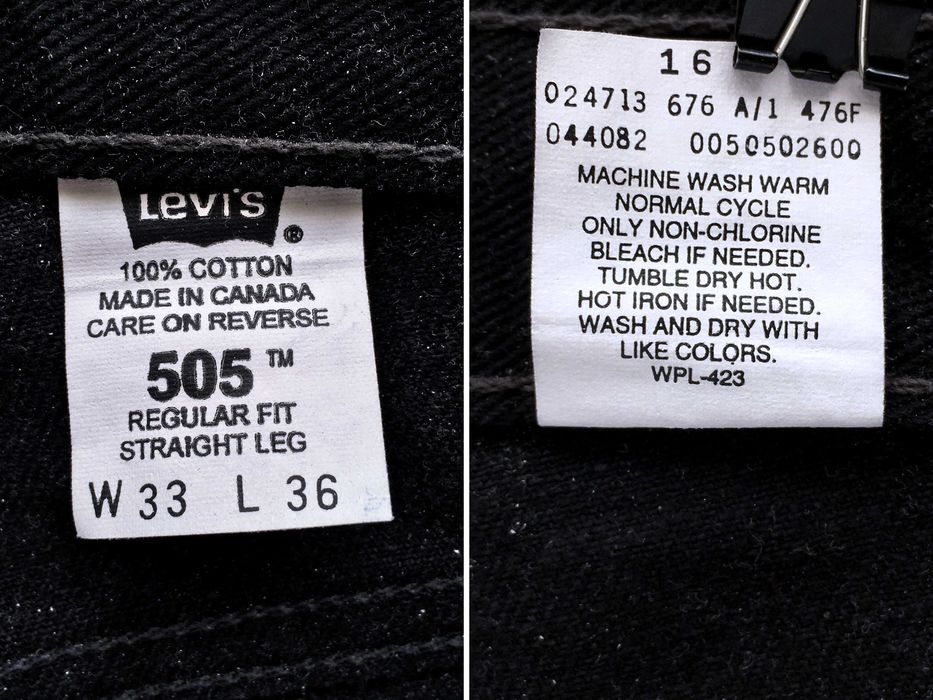 Levi's ®
100% COTTON
MADE IN CANADA
CARE ON REVERSE
505 ™
REGULAR FIT
STRAIGHT LEG
W 33 L 36
16
024713 676 A/1 476F
044082 0050502600
MACHINE WASH WARM
NORMAL CYCLE
ONLY NON-CHLORINE
BLEACH IF NEEDED.
TUMBLE DRY HOT.
HOT IRON IF NEEDED.
WASH AND DRY WITH
LIKE COLORS.
WPL-423